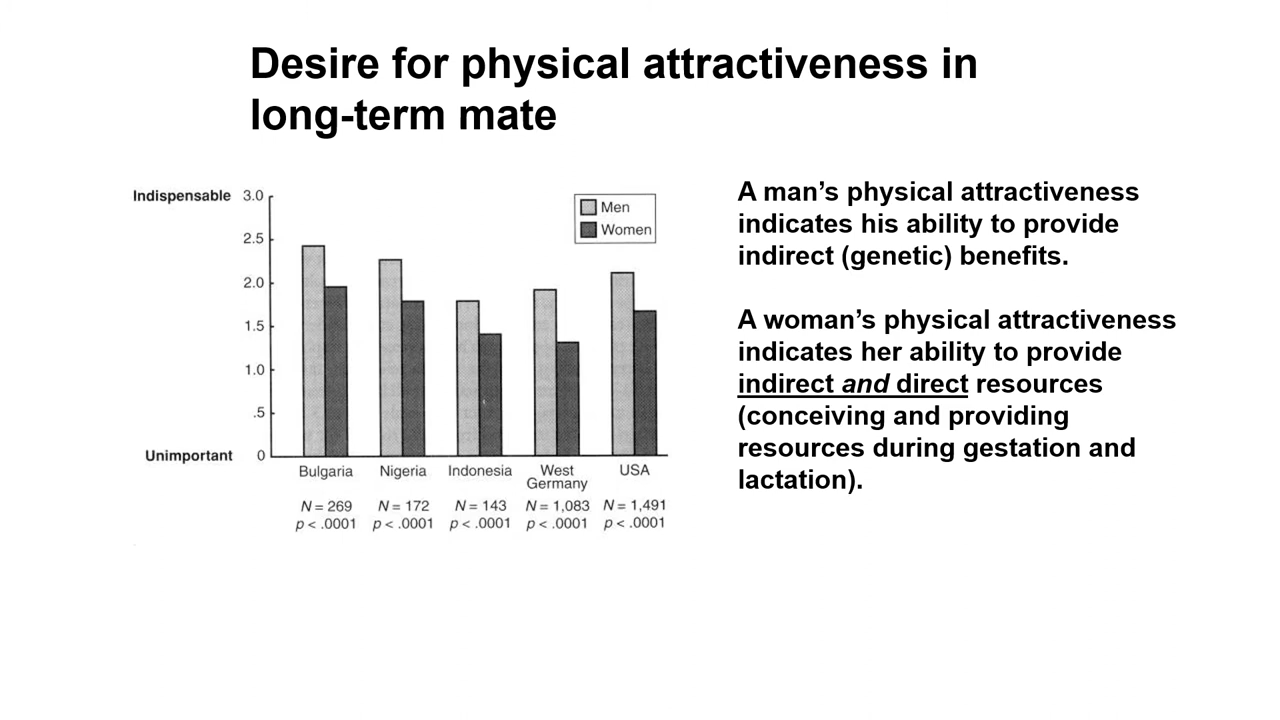 Desire for physical attractiveness in
long-term mate
Indispensable 3.0
2.5
2.0
1.5
1.0
.5
Unimportant 0
Men
Women
Bulgaria Nigeria Indonesia West Germany USA
N = 269 N = 172 N = 143 N = 1,083 N = 1,491
p < .0001 p < .0001 p < .0001 p < .0001 p < .0001
A man’s physical attractiveness
indicates his ability to provide
indirect (genetic) benefits.
A woman’s physical attractiveness
indicates her ability to provide
indirect and direct resources
(conceiving and providing
resources during gestation and
lactation).